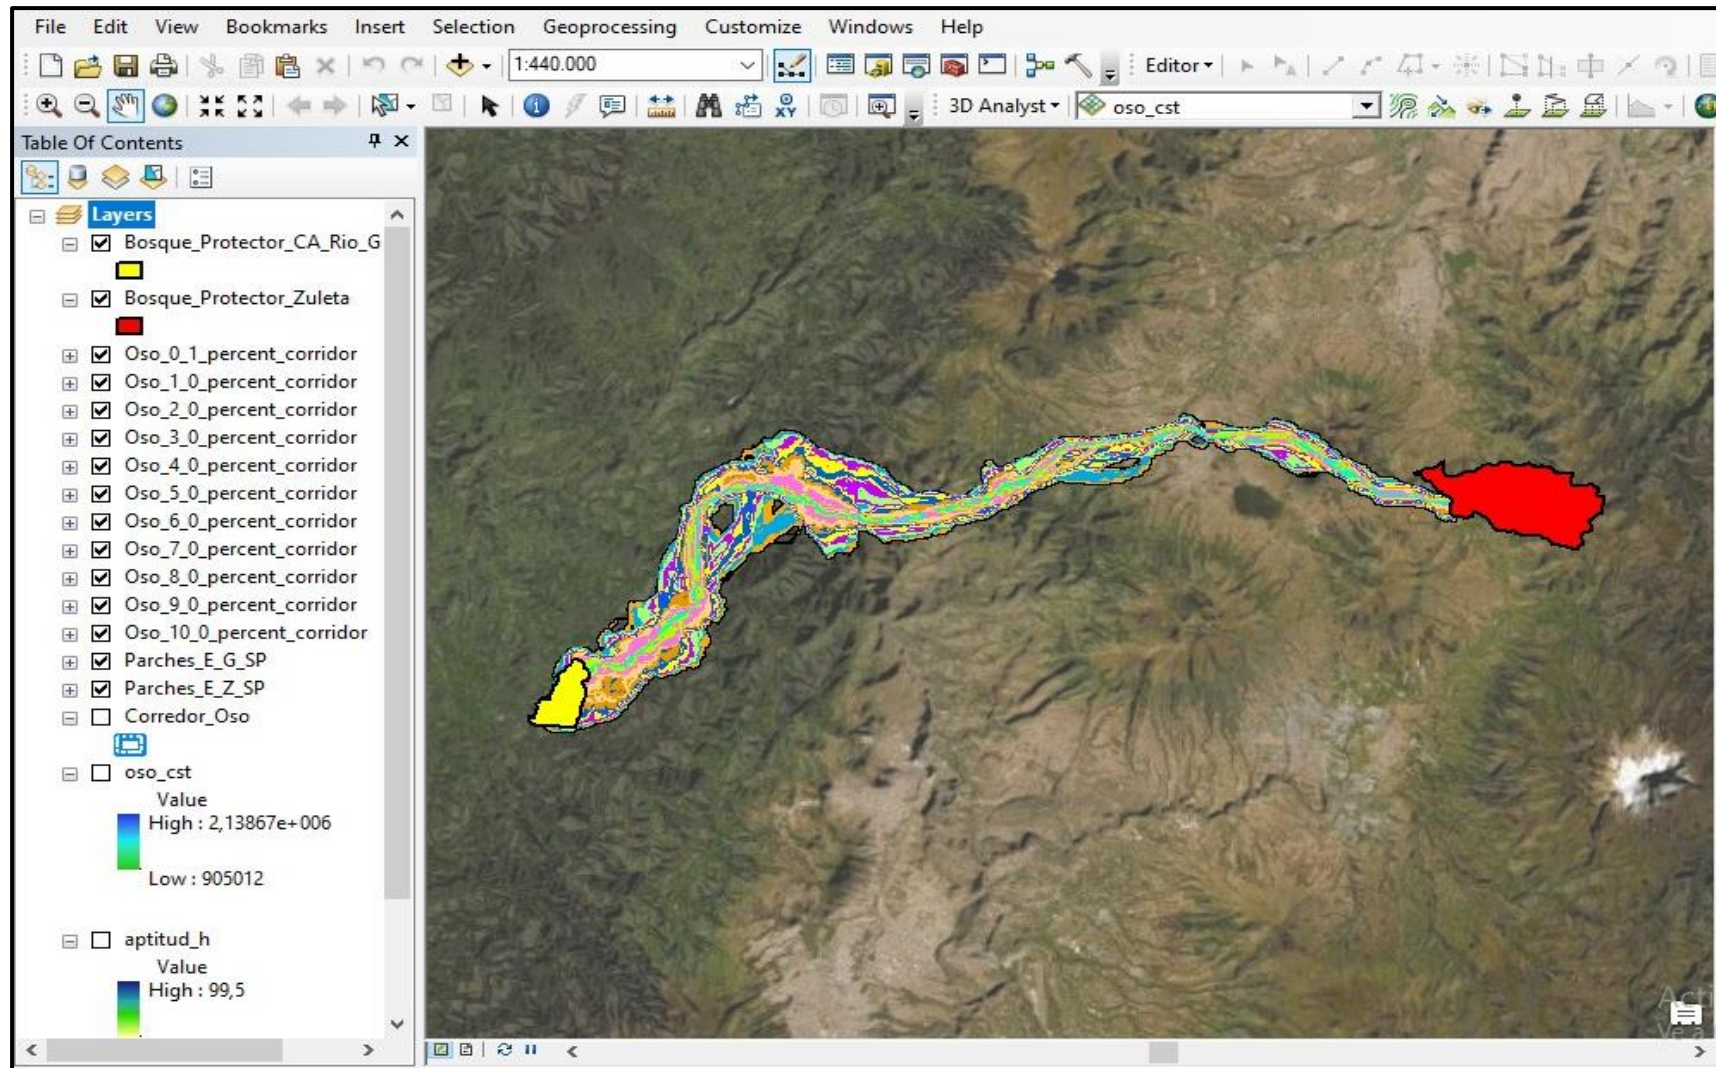 File Edit View Bookmarks Insert Selection Geoprocessing Customize Windows Help
1:440.000 Editor
3D Analyst oso_cst
Table Of Contents
Layers
Bosque_Protector_CA_Rio_G
Bosque_Protector_Zuleta
Oso_0_1_percent_corridor
Oso_1_0_percent_corridor
Oso_2_0_percent_corridor
Oso_3_0_percent_corridor
Oso_4_0_percent_corridor
Oso_5_0_percent_corridor
Oso_6_0_percent_corridor
Oso_7_0_percent_corridor
Oso_8_0_percent_corridor
Oso_9_0_percent_corridor
Oso_10_0_percent_corridor
Parches_E_G_SP
Parches_E_Z_SP
Corredor_Oso
oso_cst
Value
High : 2,13867e+006
Low : 905012
aptitud_h
Value
High : 99,5
Acti
Ve a